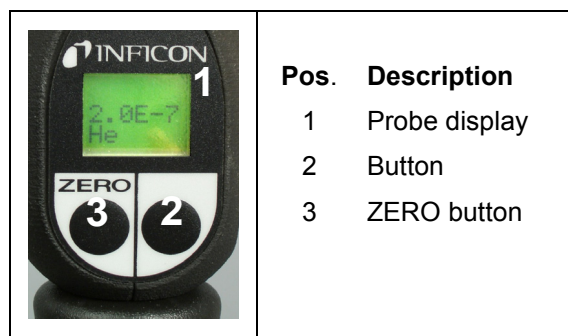 INFICON
1
2.0E-7
He
ZERO
3 2
Pos. Description
1 Probe display
2 Button
3 ZERO button